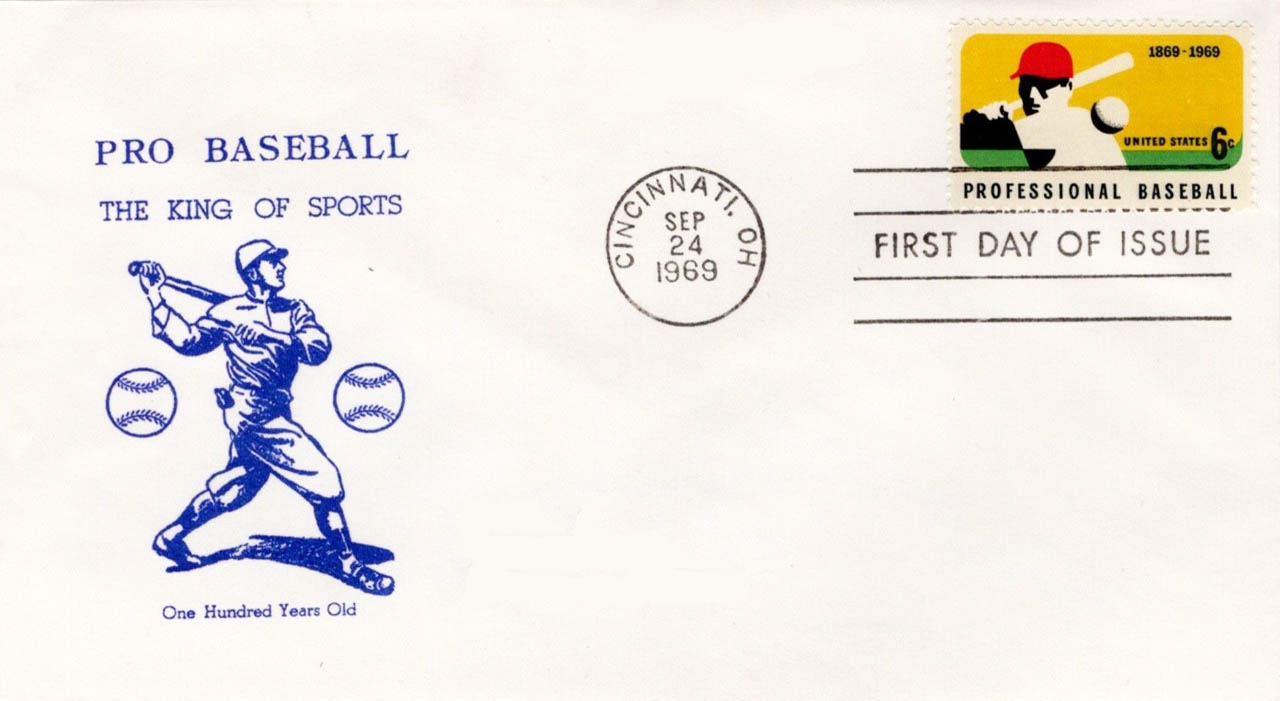 PRO BASEBALL
THE KING OF SPORTS
One Hundred Years Old
CINCINNATI, OH
SEP
24
1969
1869-1969
UNITED STATES 6c
PROFESSIONAL BASEBALL
FIRST DAY OF ISSUE